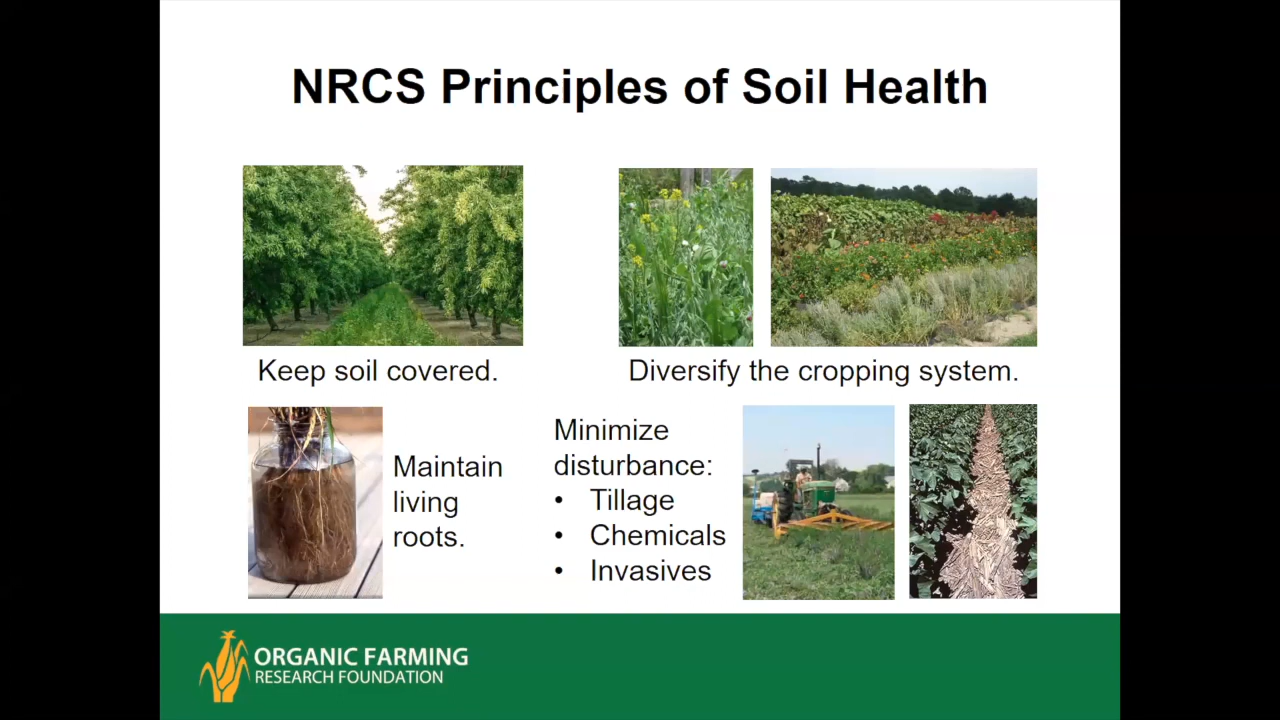 NRCS Principles of Soil Health
Keep soil covered.
Diversify the cropping system.
Maintain
living
roots.
Minimize
disturbance:
• Tillage
• Chemicals
• Invasives
ORGANIC FARMING
RESEARCH FOUNDATION